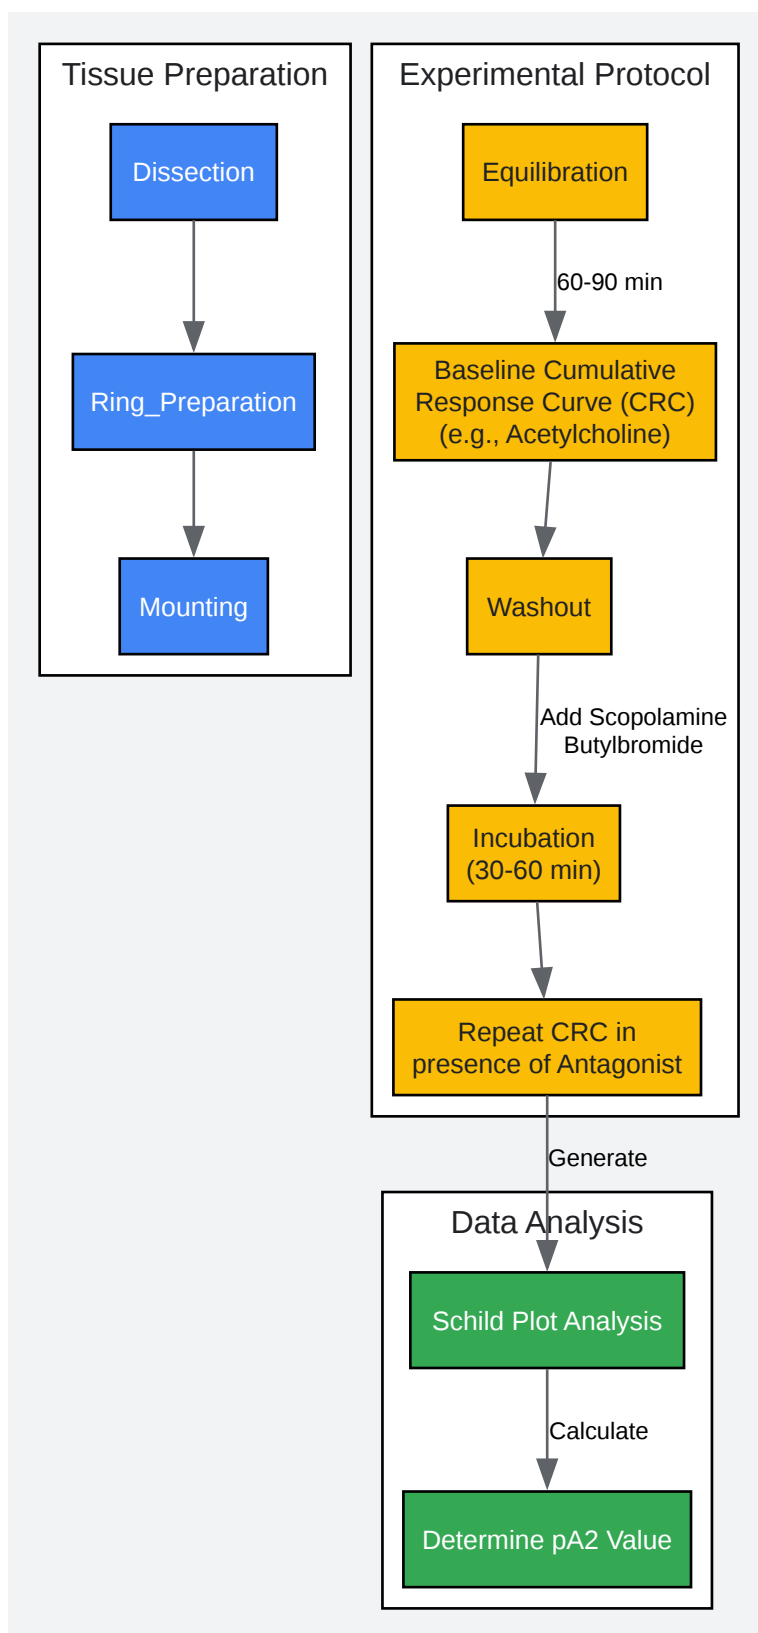 Tissue Preparation
Dissection
Ring_Preparation
Mounting
Experimental Protocol
Equilibration
60-90 min
Baseline Cumulative
Response Curve (CRC)
(e.g., Acetylcholine)
Washout
Add Scopolamine
Butylbromide
Incubation
(30-60 min)
Repeat CRC in
presence of Antagonist
Generate
Data Analysis
Schild Plot Analysis
Calculate
Determine pA2 Value